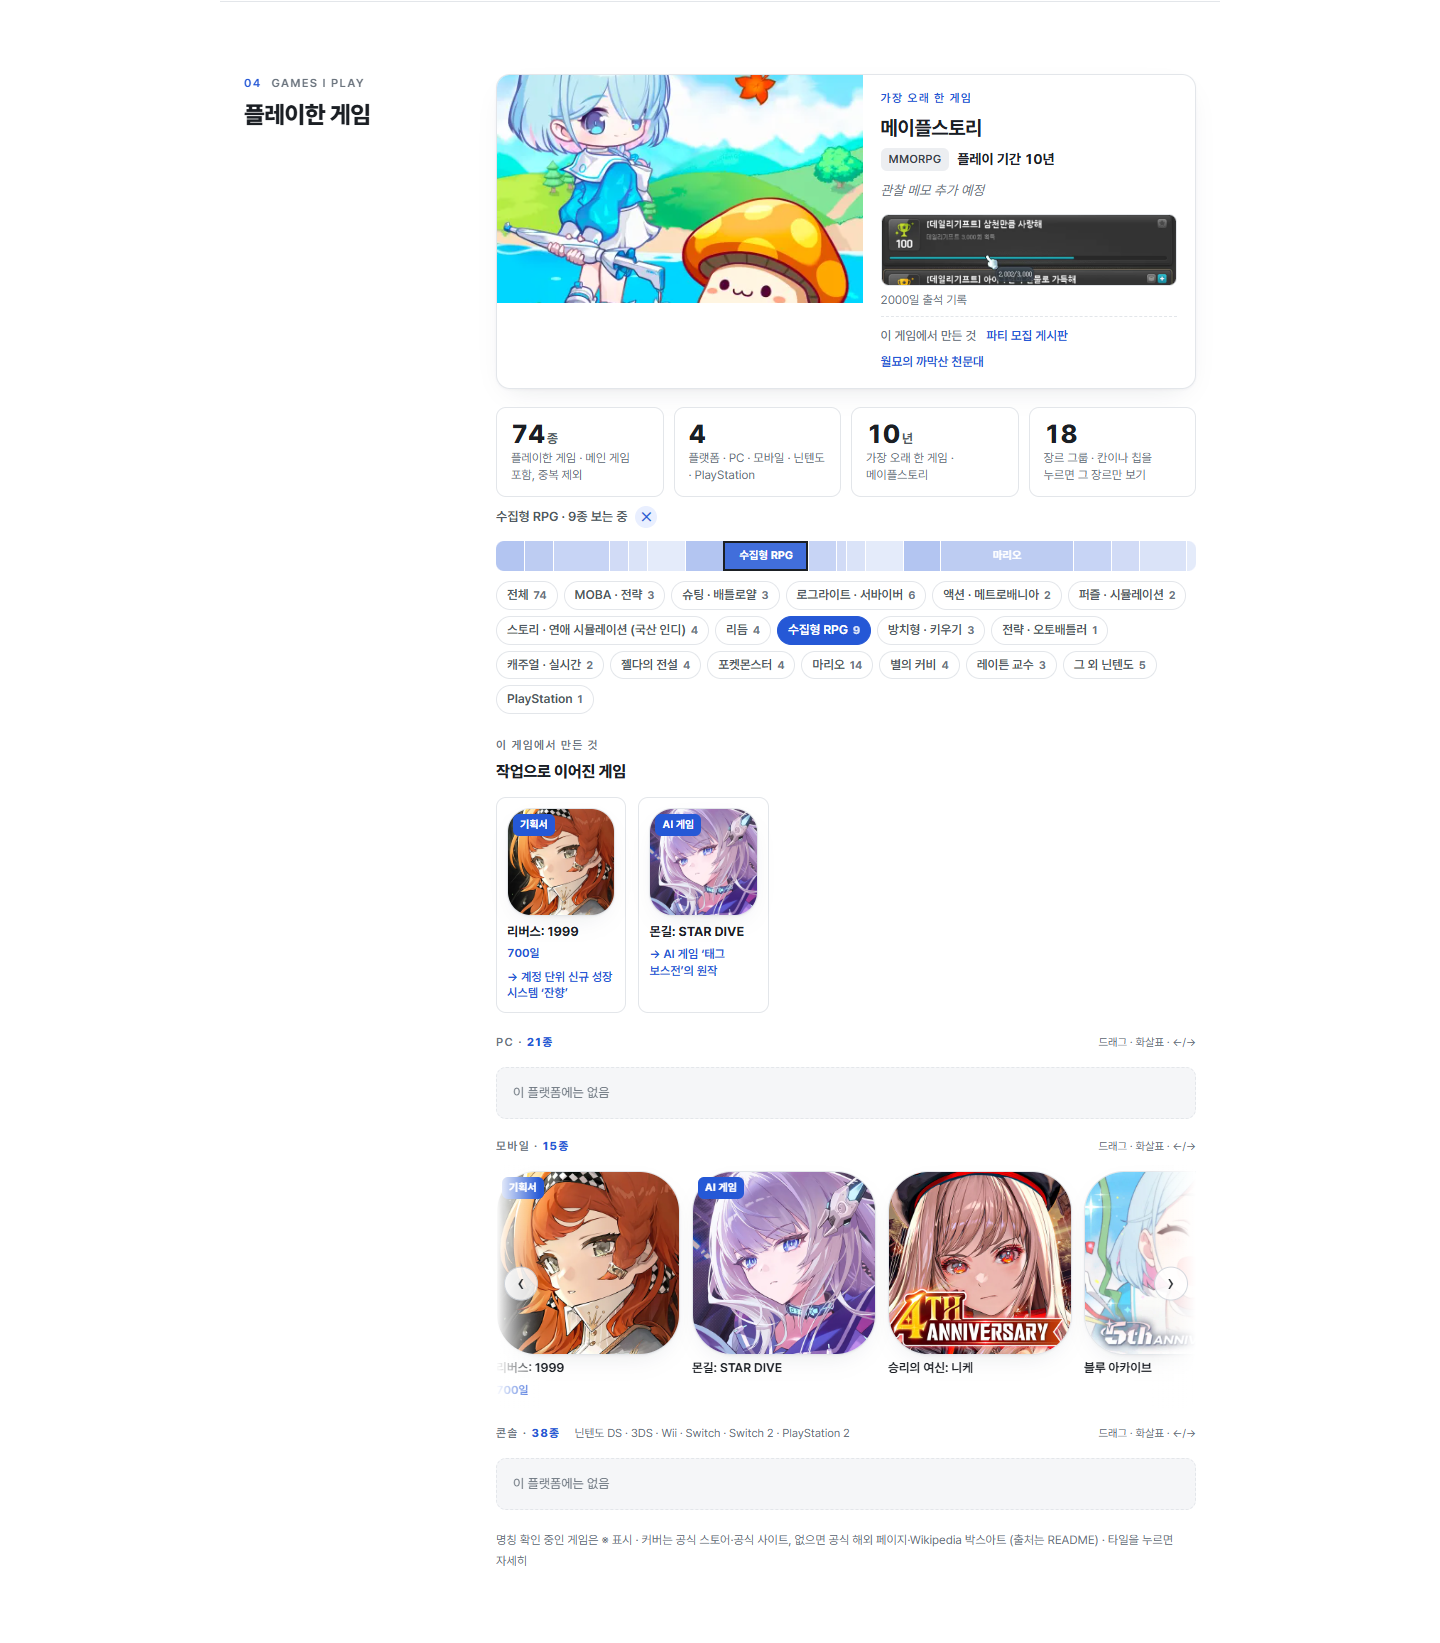 04 GAMES I PLAY
플레이한 게임
가장 오래 한 게임
메이플스토리
MMORPG 플레이 기간 10년
관찰 메모 추가 예정
[데일리기프트] 삼천만큼 사랑해
데일리기프트 3,000회 획득
100
2,002/3,000
2000일 출석 기록
이 게임에서 만든 것 파티 모집 게시판
월묘의 까막산 천문대
74종
플레이한 게임 · 메인 게임
포함, 중복 제외
4
플랫폼 · PC · 모바일 · 닌텐도
· PlayStation
10년
가장 오래 한 게임 ·
메이플스토리
18
장르 그룹 · 칸이나 칩을
누르면 그 장르만 보기
수집형 RPG · 9종 보는 중 ✕
수집형 RPG 마리오
전체 74 MOBA · 전략 3 슈팅 · 배틀로얄 3 로그라이트 · 서바이버 6 액션 · 메트로배니아 2 퍼즐 · 시뮬레이션 2
스토리 · 연애 시뮬레이션 (국산 인디) 4 리듬 4 수집형 RPG 9 방치형 · 키우기 3 전략 · 오토배틀러 1
캐주얼 · 실시간 2 젤다의 전설 4 포켓몬스터 4 마리오 14 별의 커비 4 레이튼 교수 3 그 외 닌텐도 5
PlayStation 1
이 게임에서 만든 것
작업으로 이어진 게임
기획서
리버스: 1999
700일
→ 계정 단위 신규 성장
시스템 ‘잔향’
AI 게임
몬길: STAR DIVE
→ AI 게임 ‘태그
보스전’의 원작
PC · 21종 드래그 · 화살표 · ←/→
이 플랫폼에는 없음
모바일 · 15종 드래그 · 화살표 · ←/→
기획서 AI 게임
4TH ANNIVERSARY
5th
리버스: 1999 몬길: STAR DIVE 승리의 여신: 니케 블루 아카이브
700일
콘솔 · 38종 닌텐도 DS · 3DS · Wii · Switch · Switch 2 · PlayStation 2 드래그 · 화살표 · ←/→
이 플랫폼에는 없음
명칭 확인 중인 게임은 ※ 표시 · 커버는 공식 스토어·공식 사이트, 없으면 공식 해외 페이지·Wikipedia 박스아트 (출처는 README) · 타일을 누르면
자세히